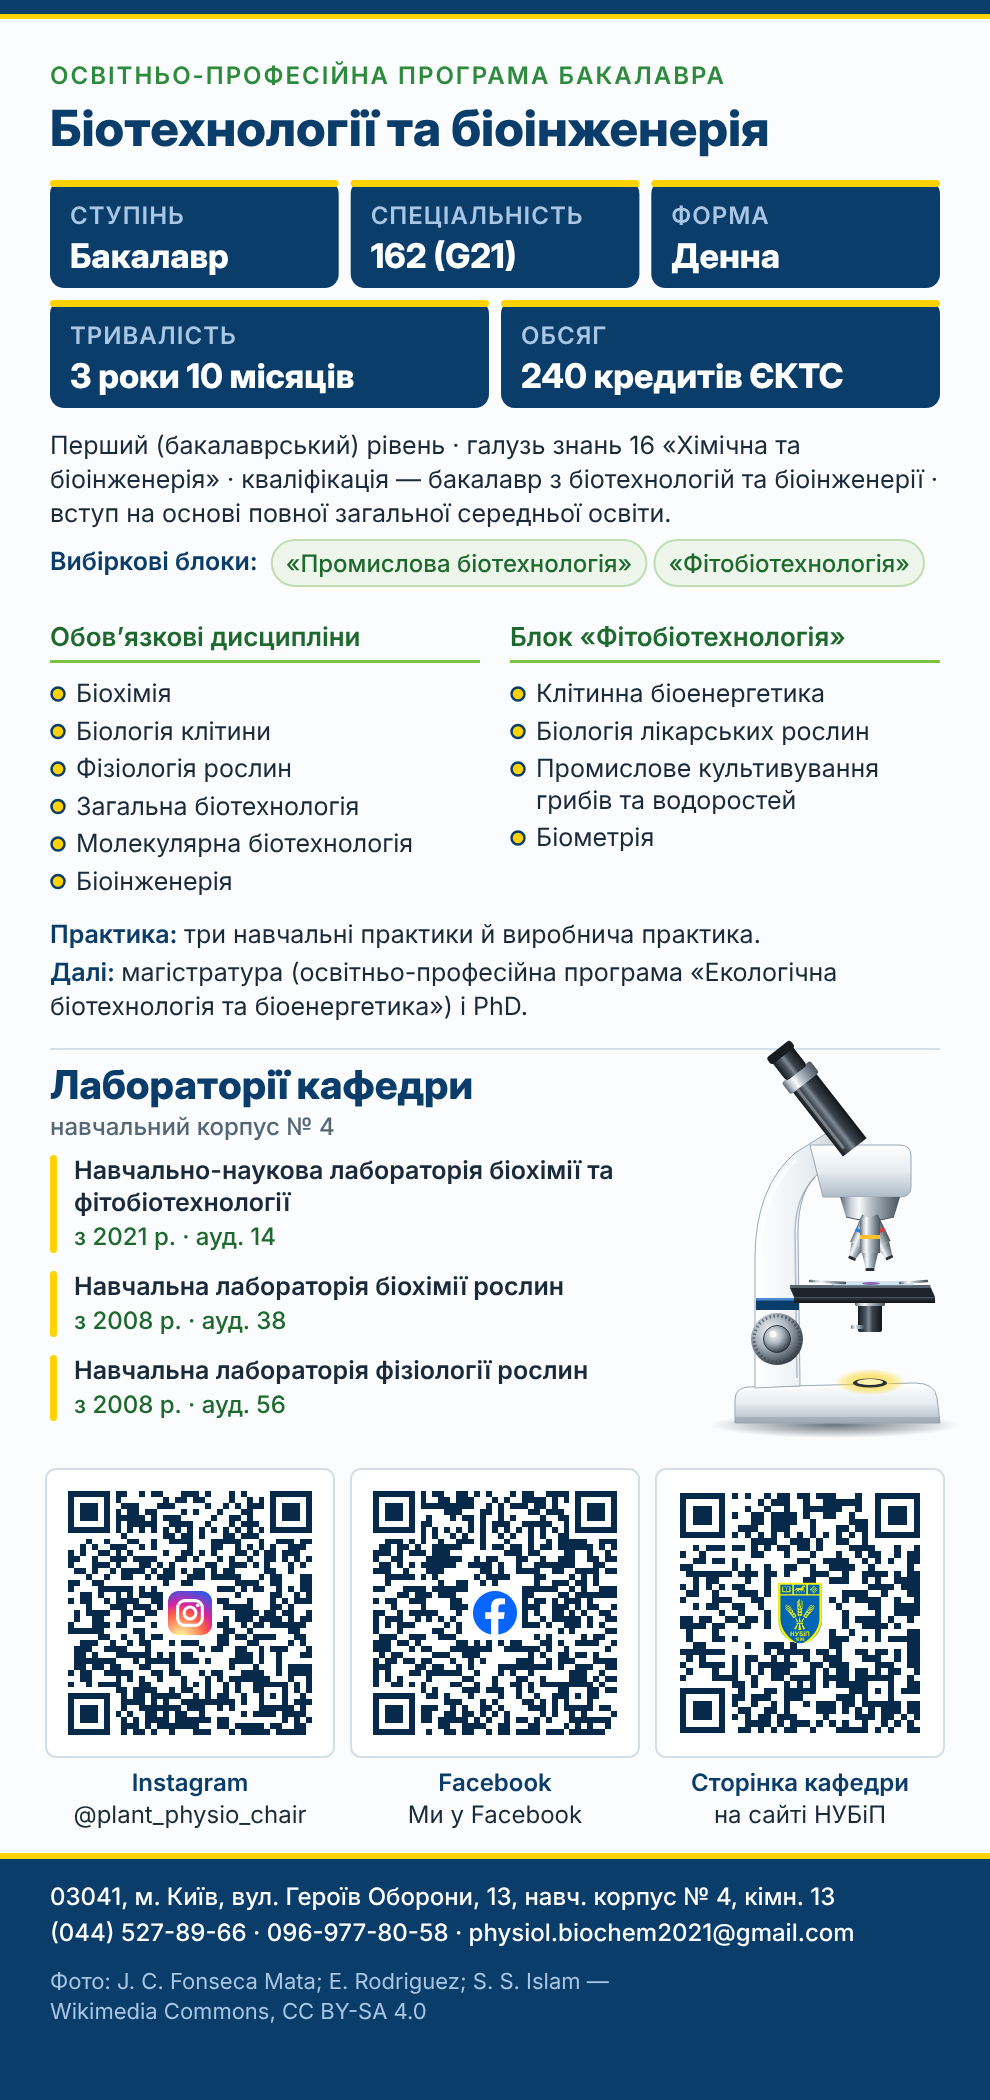 ОСВІТНЬО-ПРОФЕСІЙНА ПРОГРАМА БАКАЛАВРА
Біотехнології та біоінженерія
СТУПІНЬ
Бакалавр
СПЕЦІАЛЬНІСТЬ
162 (G21)
ФОРМА
Денна
ТРИВАЛІСТЬ
3 роки 10 місяців
ОБСЯГ
240 кредитів ЄКТС
Перший (бакалаврський) рівень · галузь знань 16 «Хімічна та
біоінженерія» · кваліфікація — бакалавр з біотехнологій та біоінженерії ·
вступ на основі повної загальної середньої освіти.
Вибіркові блоки: «Промислова біотехнологія» «Фітобіотехнологія»
Обов’язкові дисципліни
Біохімія
Біологія клітини
Фізіологія рослин
Загальна біотехнологія
Молекулярна біотехнологія
Біоінженерія
Блок «Фітобіотехнологія»
Клітинна біоенергетика
Біологія лікарських рослин
Промислове культивування
грибів та водоростей
Біометрія
Практика: три навчальні практики й виробнича практика.
Далі: магістратура (освітньо-професійна програма «Екологічна
біотехнологія та біоенергетика») і PhD.
Лабораторії кафедри
навчальний корпус № 4
Навчально-наукова лабораторія біохімії та
фітобіотехнології
з 2021 р. · ауд. 14
Навчальна лабораторія біохімії рослин
з 2008 р. · ауд. 38
Навчальна лабораторія фізіології рослин
з 2008 р. · ауд. 56
НУБіП
Instagram
@plant_physio_chair
Facebook
Ми у Facebook
Сторінка кафедри
на сайті НУБіП
03041, м. Київ, вул. Героїв Оборони, 13, навч. корпус № 4, кімн. 13
(044) 527-89-66 · 096-977-80-58 · physiol.biochem2021@gmail.com
Фото: J. C. Fonseca Mata; E. Rodriguez; S. S. Islam —
Wikimedia Commons, CC BY-SA 4.0